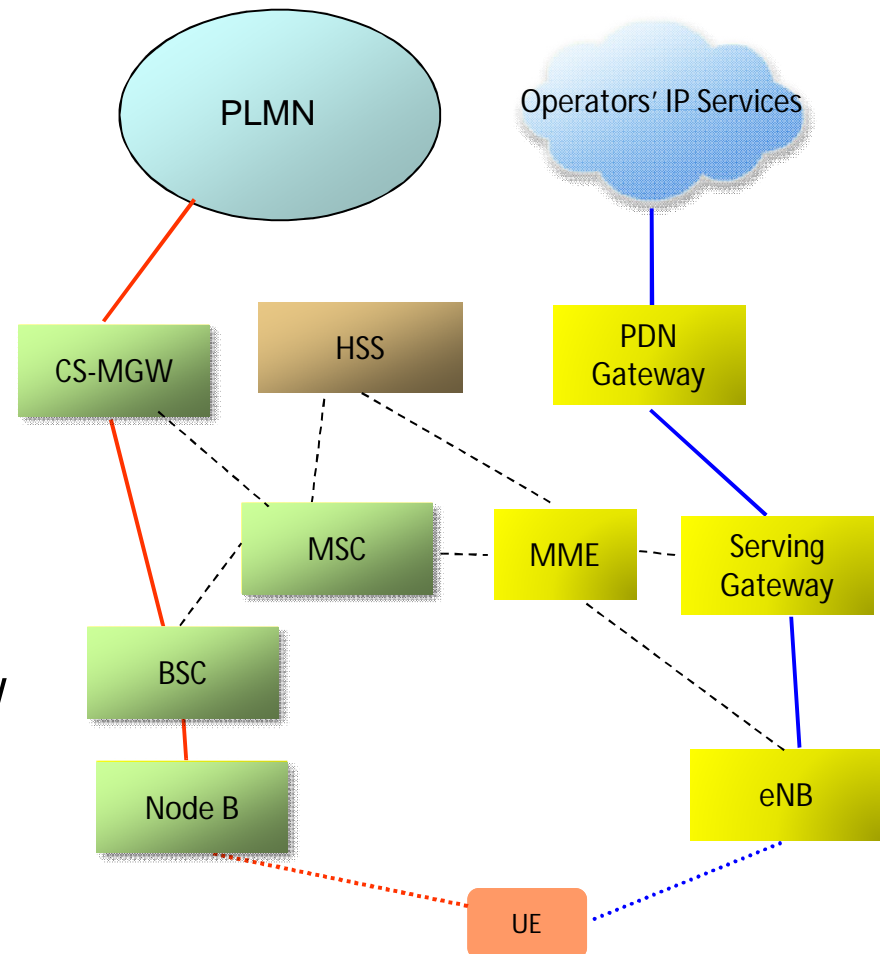 PLMN
Operators' IP Services
CS-MGW
HSS
PDN
Gateway
MSC
MME
Serving
Gateway
BSC
Node B
eNB
UE